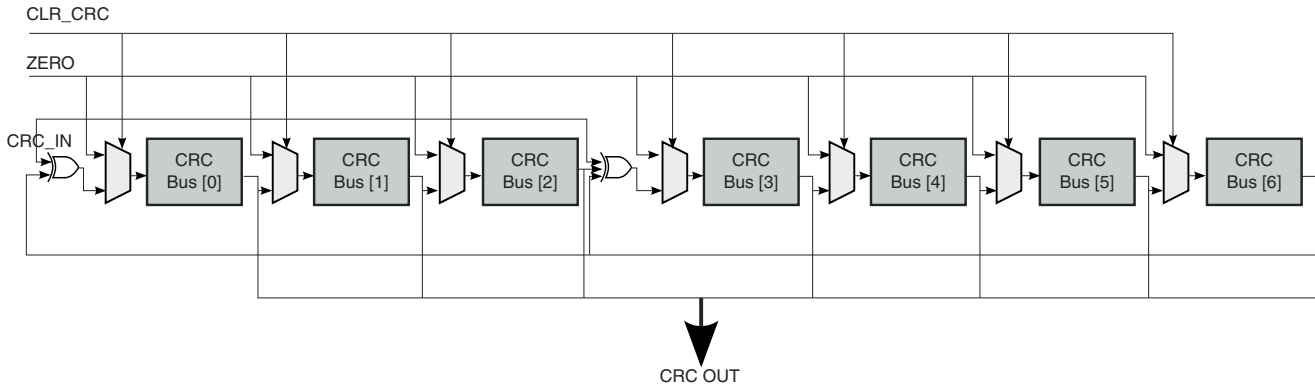 CLR_CRC
ZERO
CRC_IN
CRC
Bus [0]
CRC
Bus [1]
CRC
Bus [2]
CRC
Bus [3]
CRC
Bus [4]
CRC
Bus [5]
CRC
Bus [6]
CRC OUT